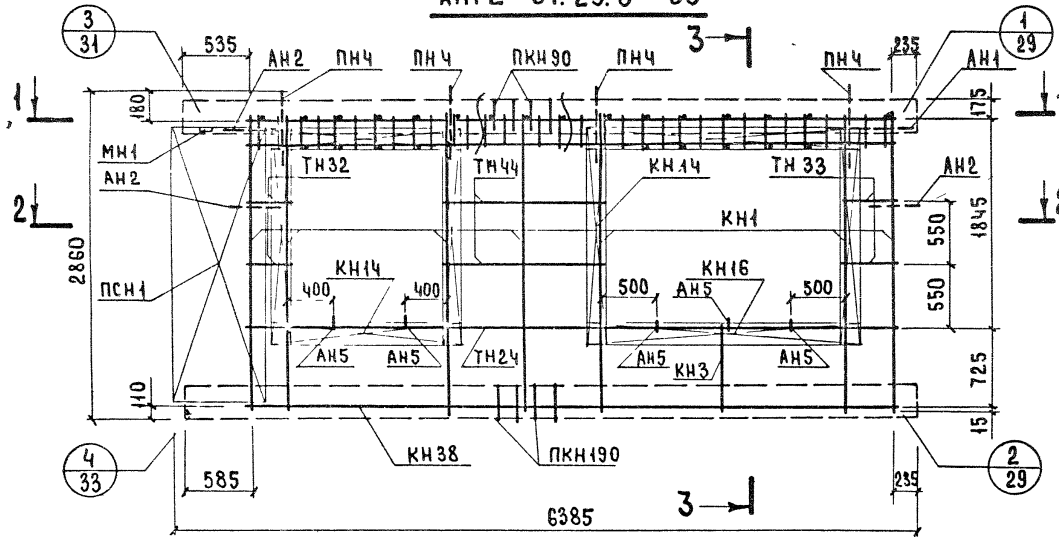 3
31
535
АН2
ПН4
ПН4
ПКН90
ПН4
3
ПН4
235
АН1
1
29
1
180
175
МН1
АН2
ТН32
ТН44
КН14
ТН33
АН2
2
КН1
550
1845
2860
ПСН1
КН14
400
400
500
КН16
АН5
500
550
АН5
АН5
ТН24
АН5
КН3
АН5
725
110
15
КН38
ПКН190
4
33
585
3
2
29
235
6385